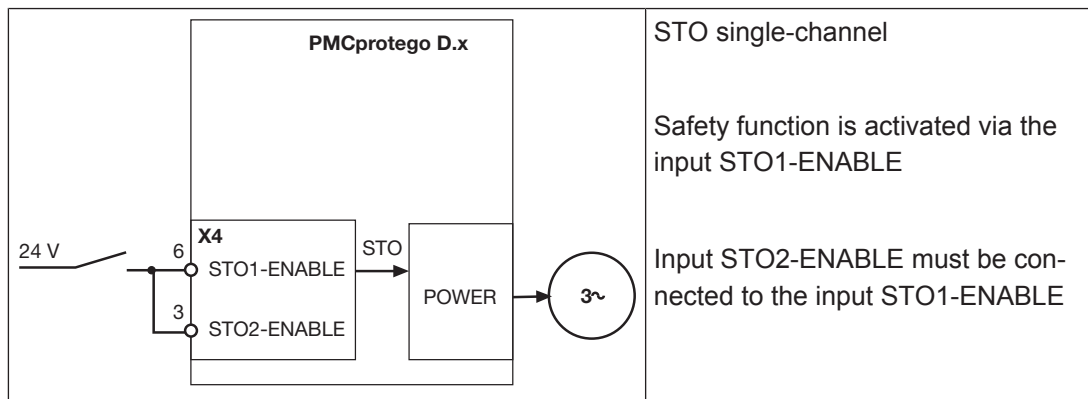 PMCprotego D.x
24 V
6
3
X4
STO1-ENABLE
STO2-ENABLE
STO
POWER
3~
STO single-channel
Safety function is activated via the
input STO1-ENABLE
Input STO2-ENABLE must be con-
nected to the input STO1-ENABLE